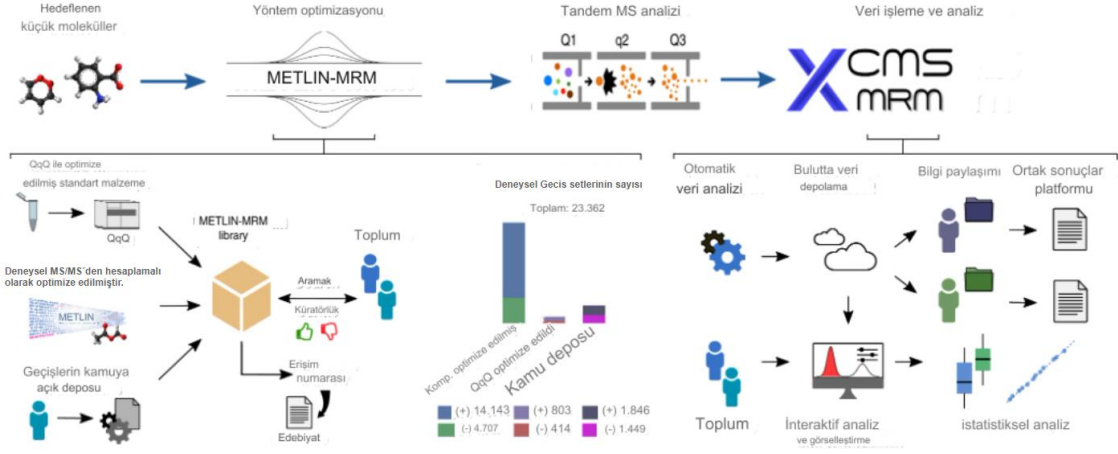 Hedeflenen
küçük moleküller
Yöntem optimizasyonu
METLIN-MRM
Tandem MS analizi
Q1 q2 Q3
Veri işleme ve analiz
XCMS
MRM
QqQ ile optimize
edilmiş standart malzeme
QqQ
Deneysel MS/MS´den hesaplamalı
olarak optimize edilmiştir.
METLIN
Geçişlerin kamuya
açık deposu
METLIN-MRM
library
Toplum
Aramak
Küratörlük
Erişim
numarası
Edebiyat
Deneysel Gecis setlerinin sayısı
Toplam: 23.362
Komp. optimize edilmiş
QqQ optimize edildi
Kamu deposu
(+) 14.143 (+) 803 (+) 1.846
(-) 4.707 (-) 414 (-) 1.449
Otomatik
veri analizi
Bulutta veri
depolama
Bilgi paylaşımı
Ortak sonuçlar
platformu
Toplum
İnteraktif analiz
ve görselleştirme
istatistiksel analiz